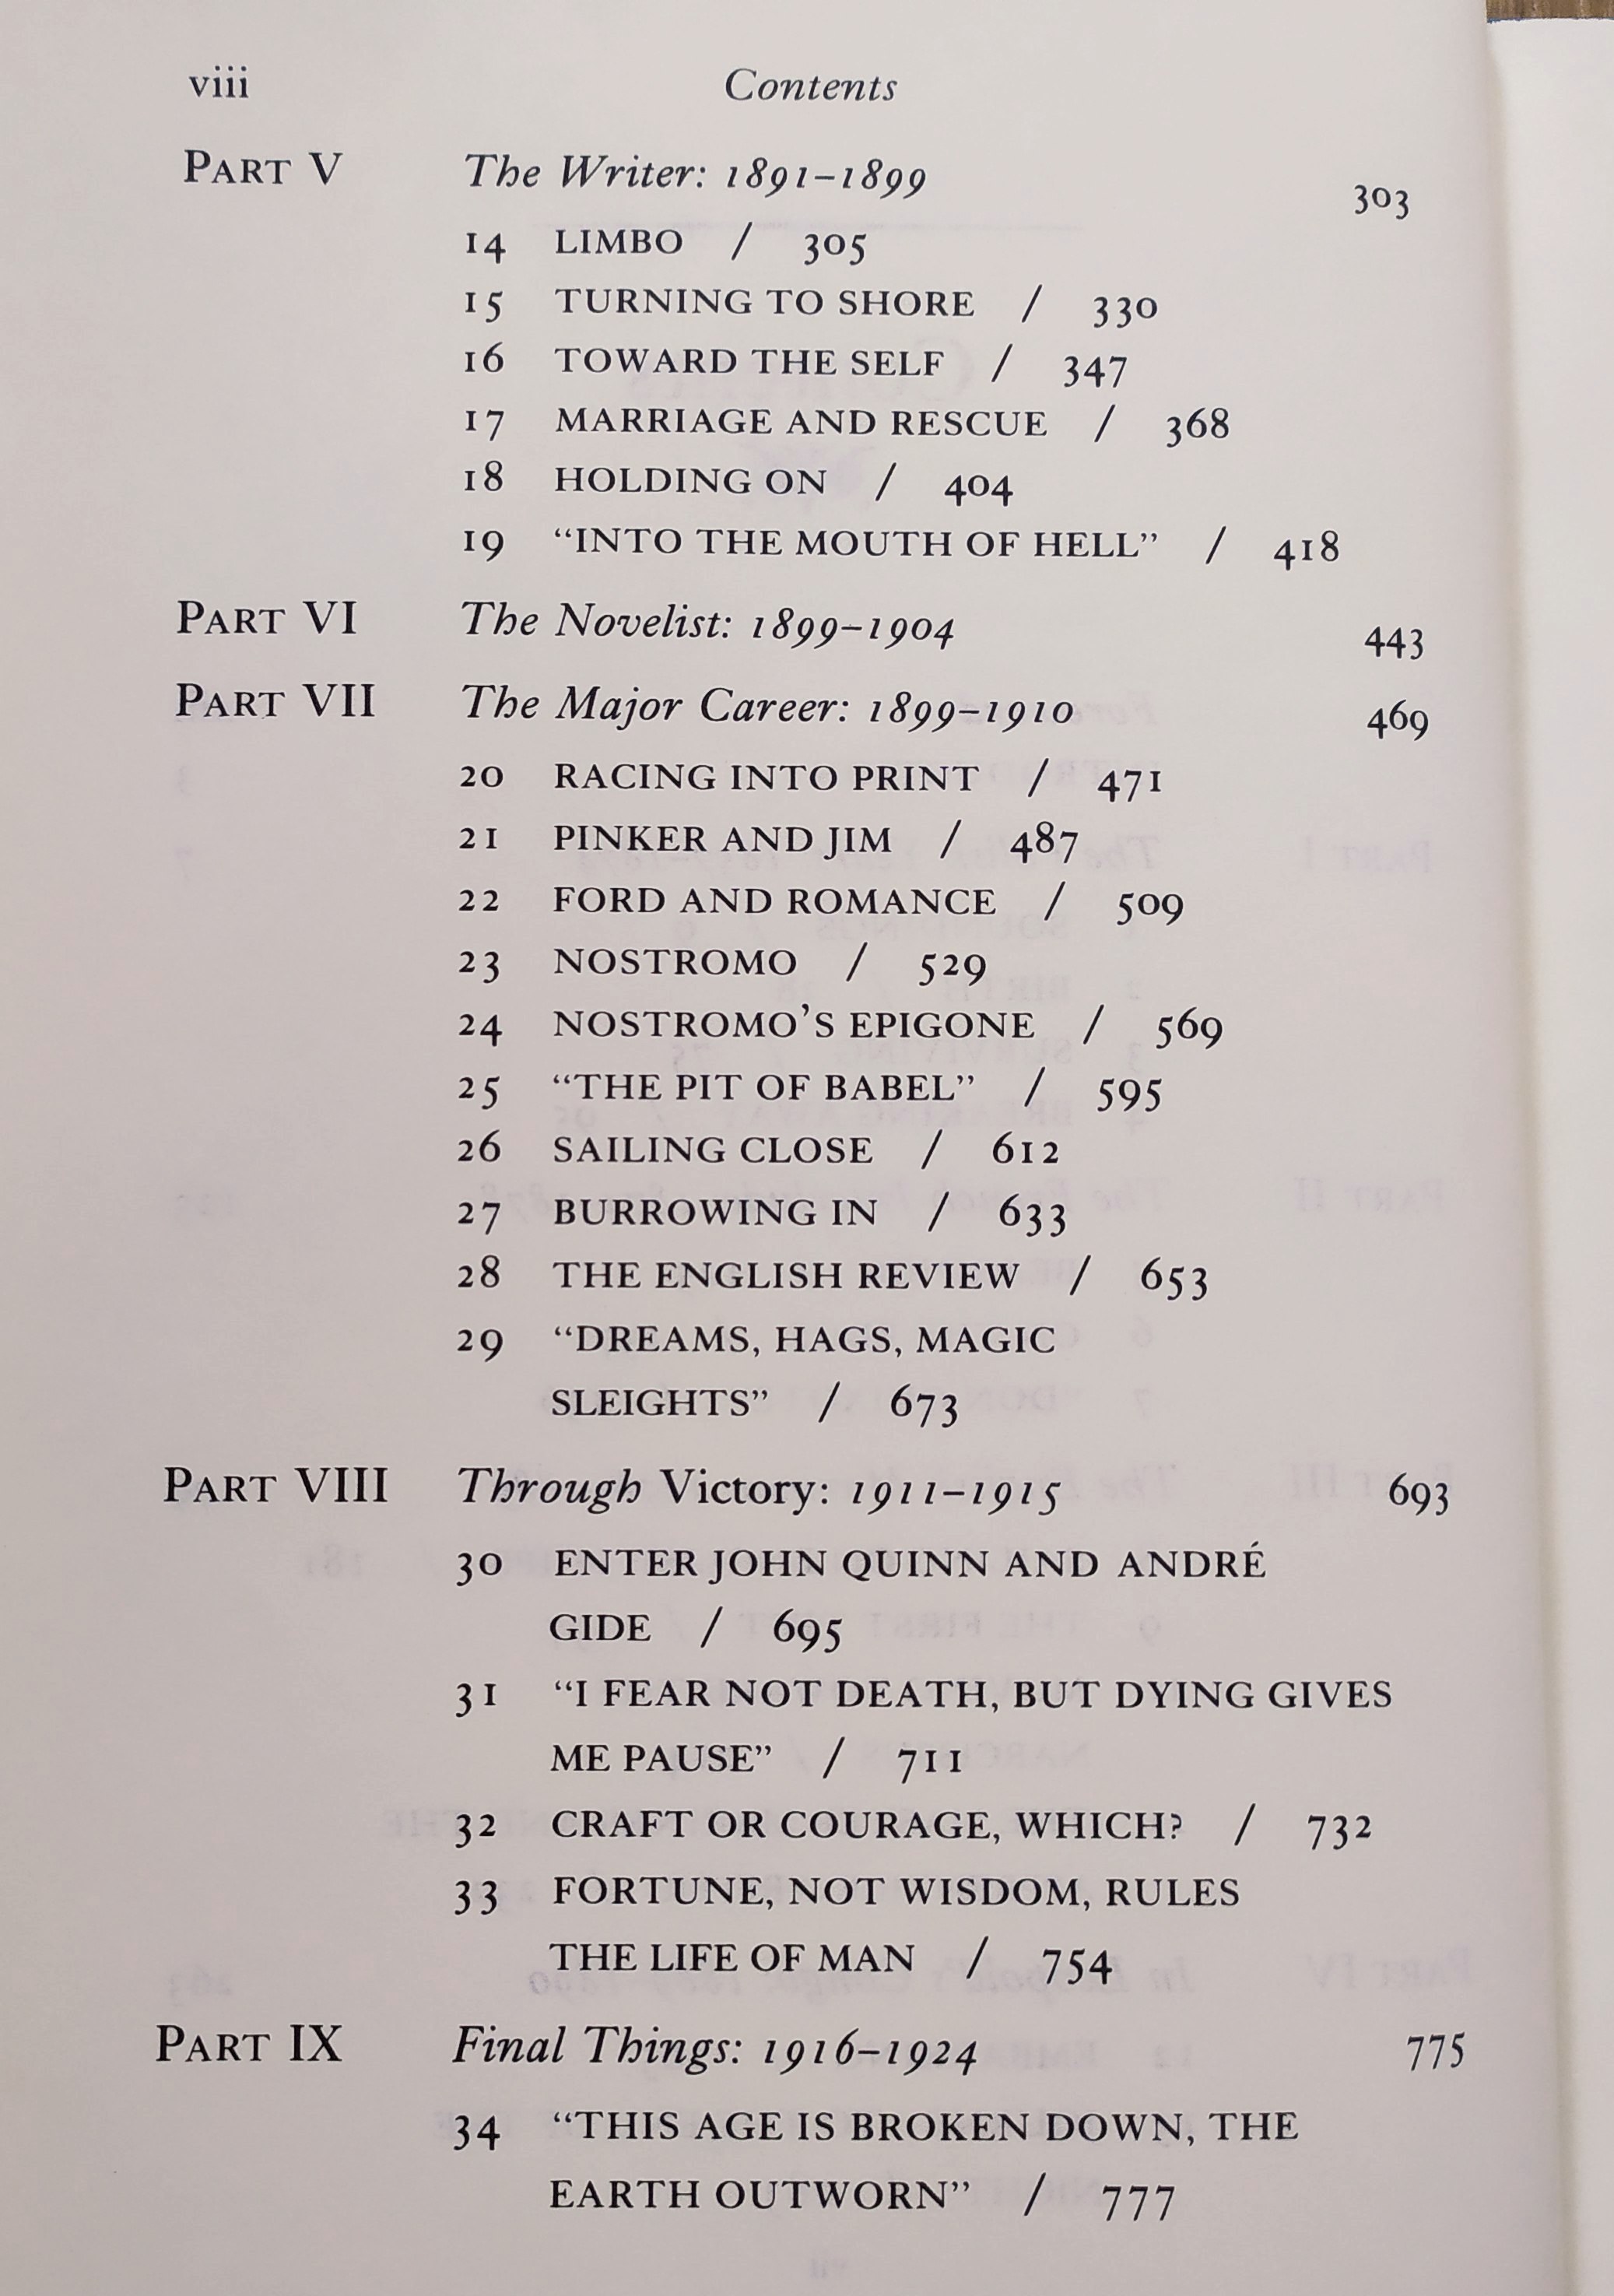 viii Contents
PART V The Writer: 1891–1899 303
14 LIMBO / 305
15 TURNING TO SHORE / 330
16 TOWARD THE SELF / 347
17 MARRIAGE AND RESCUE / 368
18 HOLDING ON / 404
19 “INTO THE MOUTH OF HELL” / 418
PART VI The Novelist: 1899–1904 443
PART VII The Major Career: 1899–1910 469
20 RACING INTO PRINT / 471
21 PINKER AND JIM / 487
22 FORD AND ROMANCE / 509
23 NOSTROMO / 529
24 NOSTROMO’S EPIGONE / 569
25 “THE PIT OF BABEL” / 595
26 SAILING CLOSE / 612
27 BURROWING IN / 633
28 THE ENGLISH REVIEW / 653
29 “DREAMS, HAGS, MAGIC
SLEIGHTS” / 673
PART VIII Through Victory: 1911–1915 693
30 ENTER JOHN QUINN AND ANDRÉ
GIDE / 695
31 “I FEAR NOT DEATH, BUT DYING GIVES
ME PAUSE” / 711
32 CRAFT OR COURAGE, WHICH? / 732
33 FORTUNE, NOT WISDOM, RULES
THE LIFE OF MAN / 754
PART IX Final Things: 1916–1924 775
34 “THIS AGE IS BROKEN DOWN, THE
EARTH OUTWORN” / 777